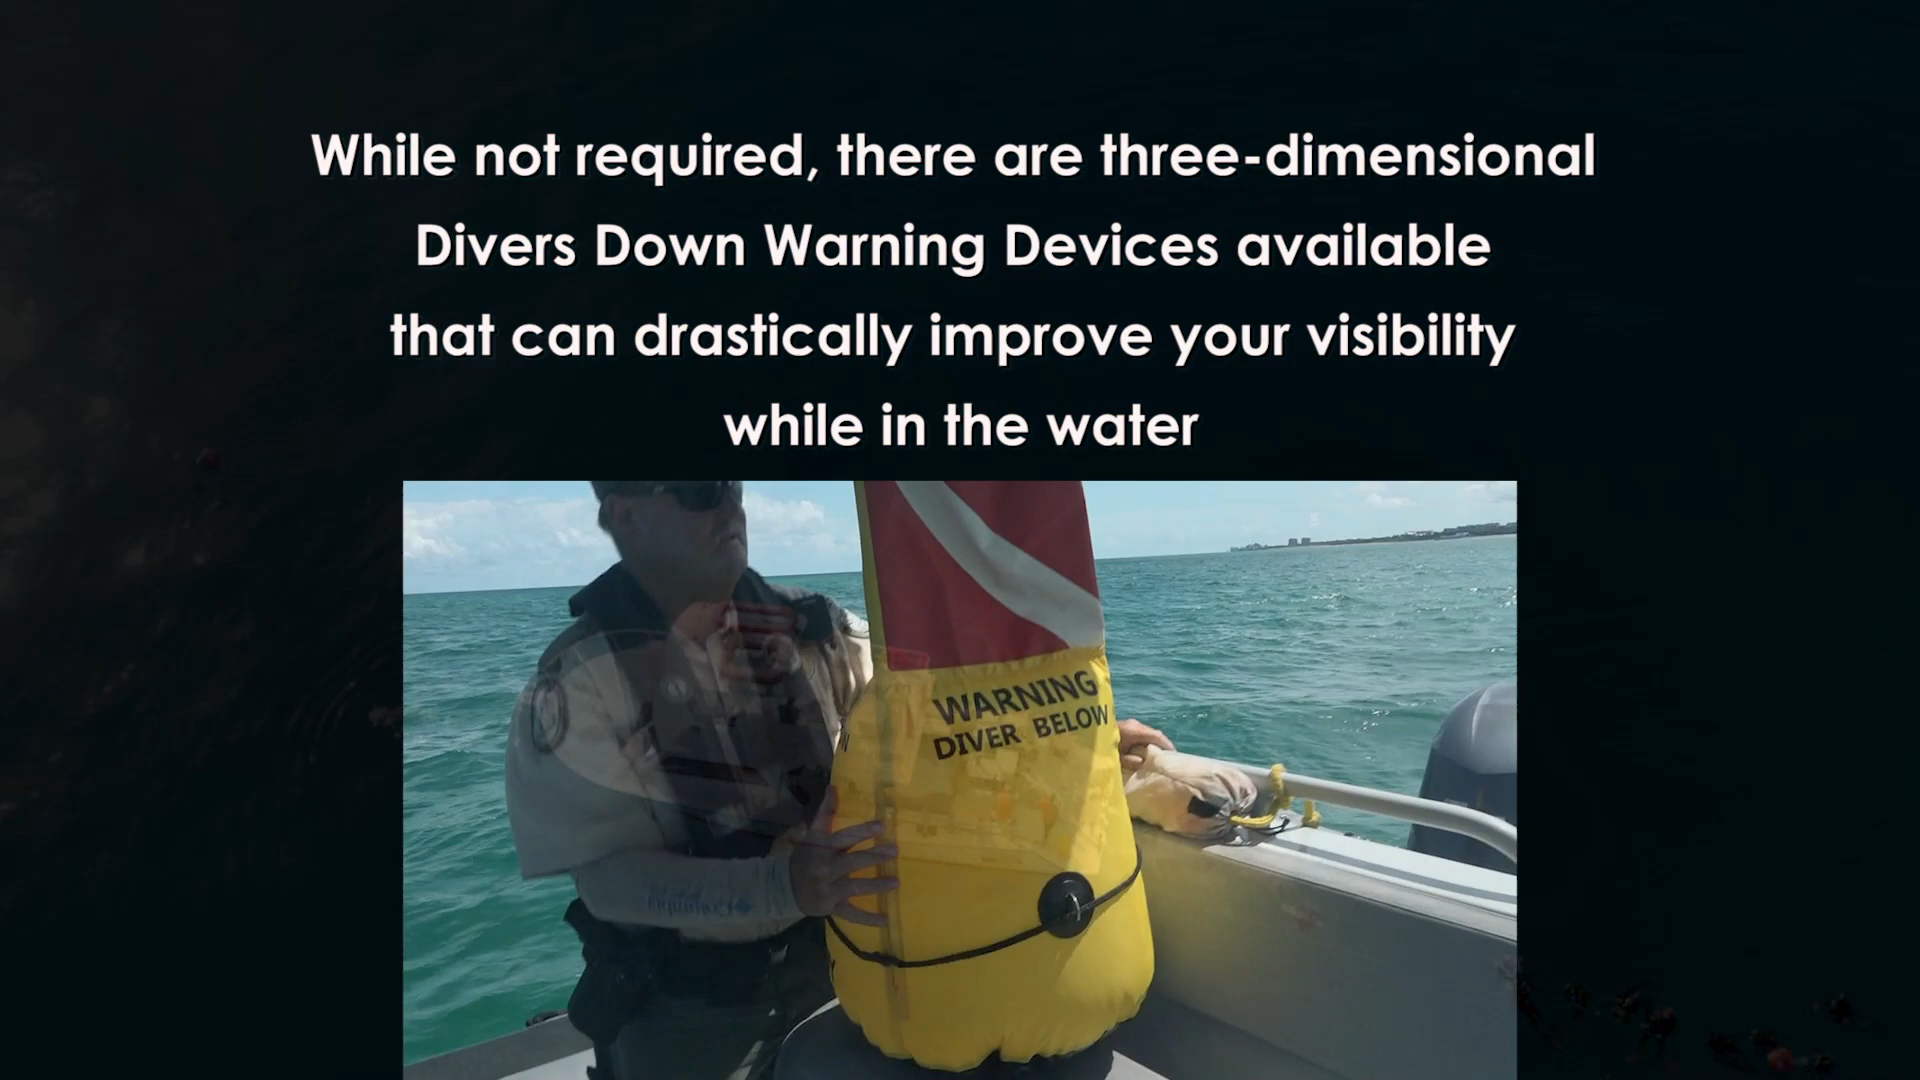 While not required, there are three-dimensional
Divers Down Warning Devices available
that can drastically improve your visibility
while in the water
WARNING
DIVER BELOW